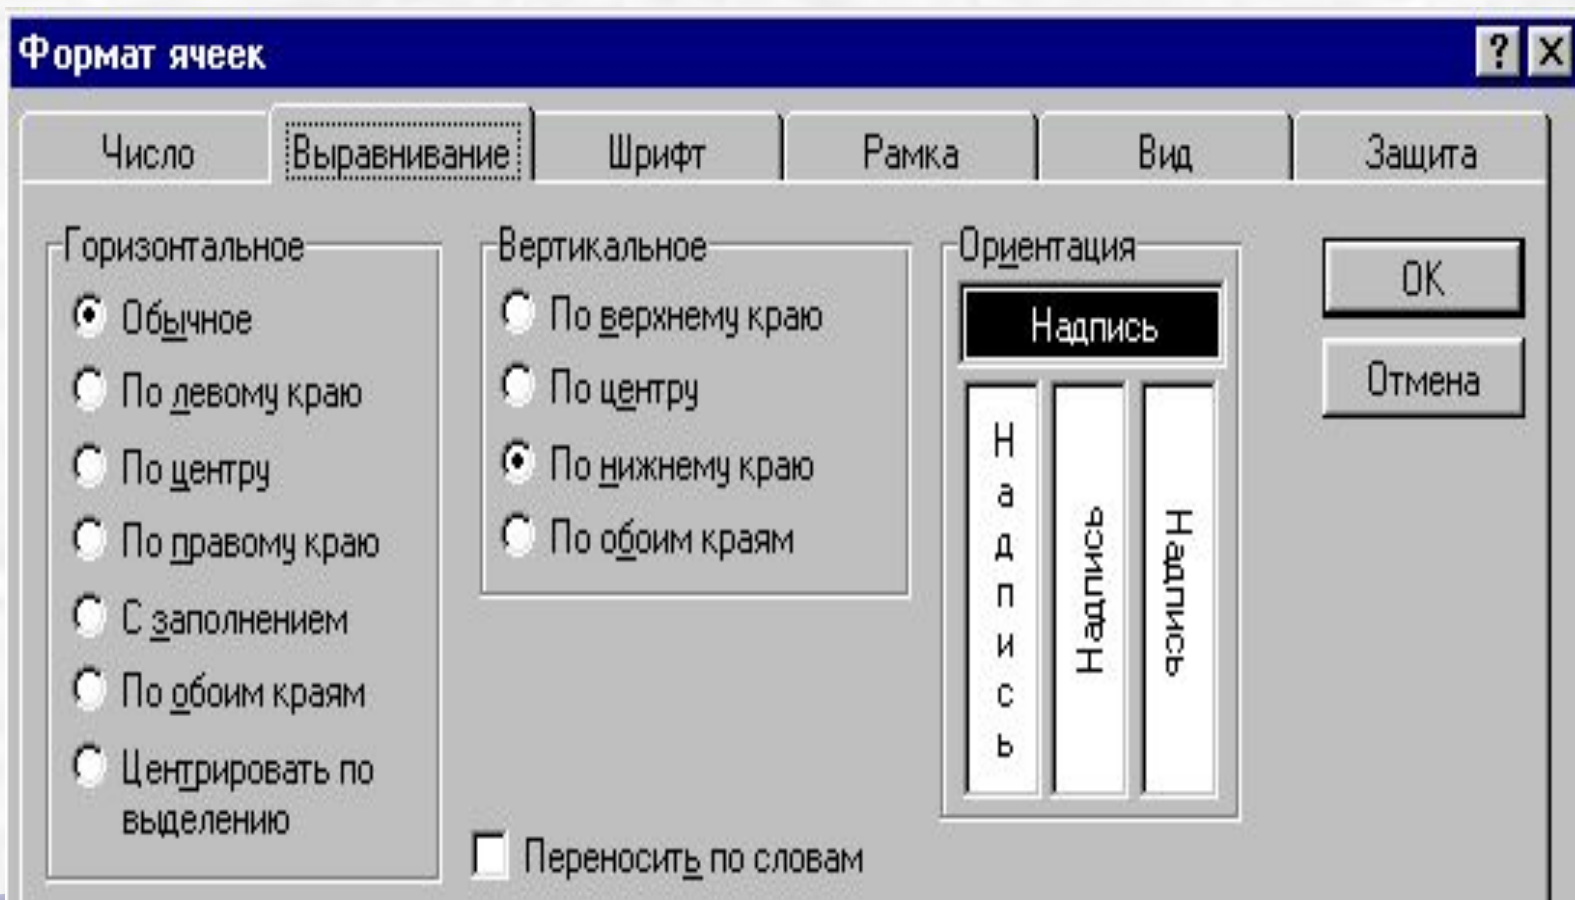 Формат ячеек
Число Выравнивание Шрифт Рамка Вид Защита
Горизонтальное
Обычное
По левому краю
По центру
По правому краю
С заполнением
По обоим краям
Центрировать по
выделению
Вертикальное
По верхнему краю
По центру
По нижнему краю
По обоим краям
Переносить по словам
Ориентация
Надпись
Надпись
Надпись
Надпись
OK
Отмена